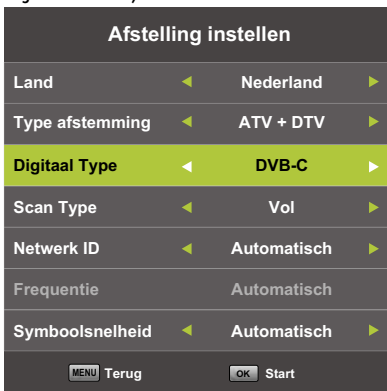 Afstelling instellen
Land Nederland
Type afstemming ATV + DTV
Digitaal Type DVB-C
Scan Type Vol
Netwerk ID Automatisch
Frequentie Automatisch
Symboolsnelheid Automatisch
MENU Terug OK Start